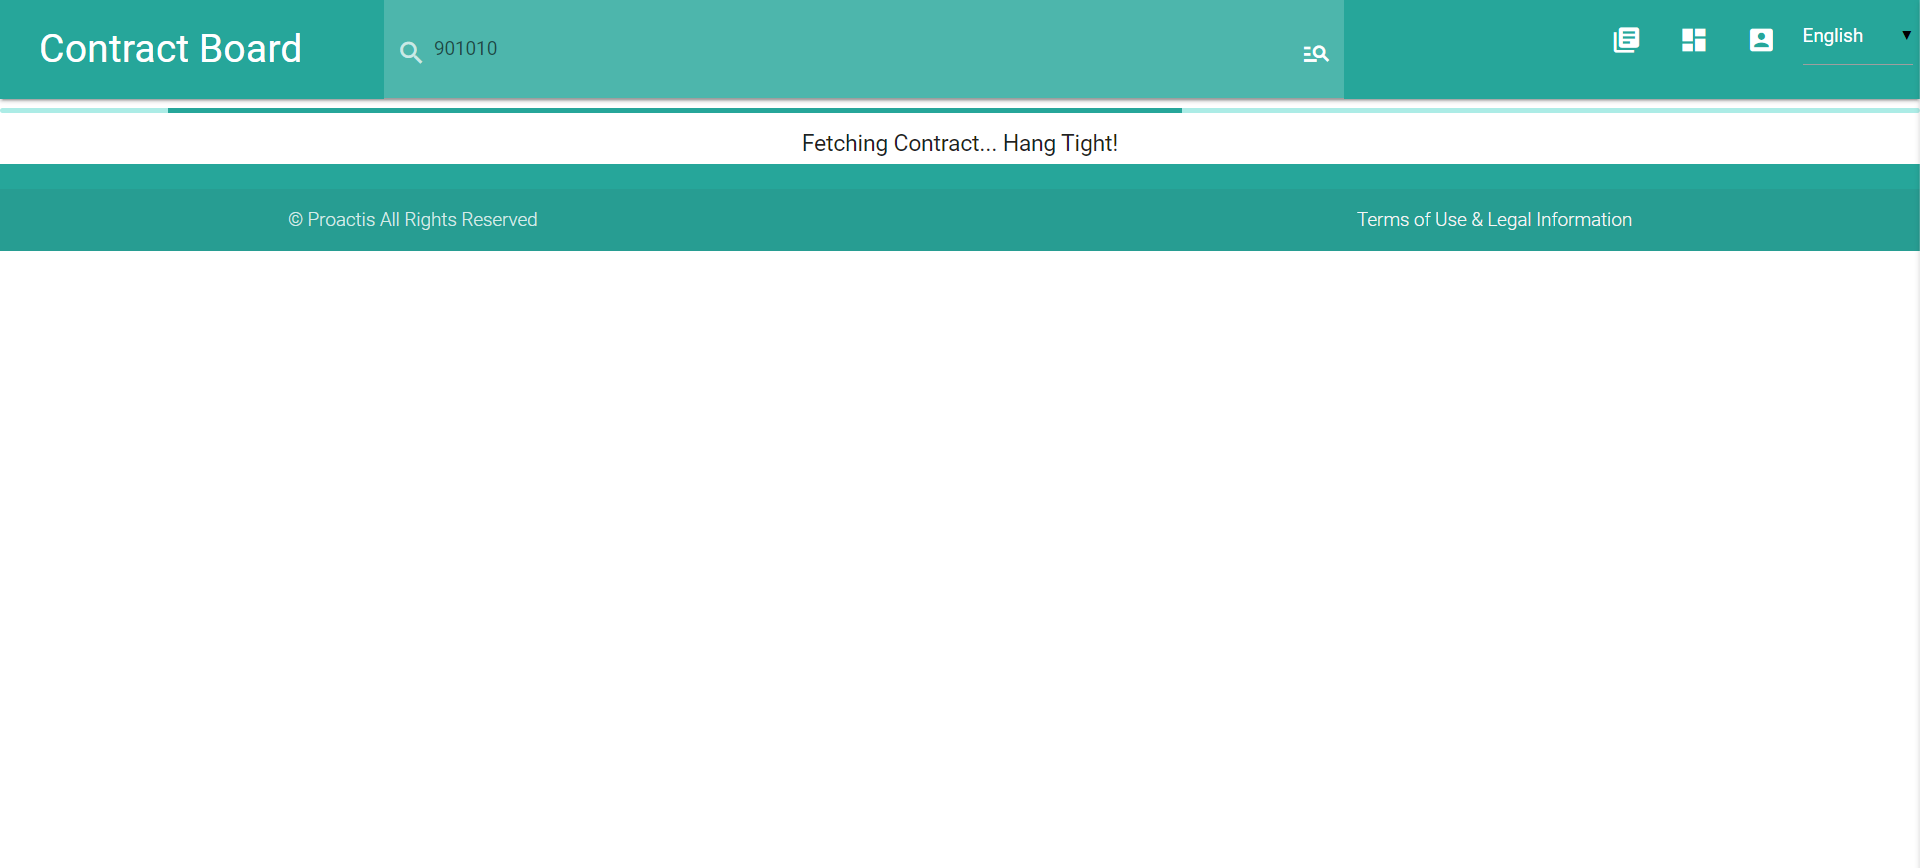 Contract Board
901010
English
Fetching Contract... Hang Tight!
© Proactis All Rights Reserved
Terms of Use & Legal Information